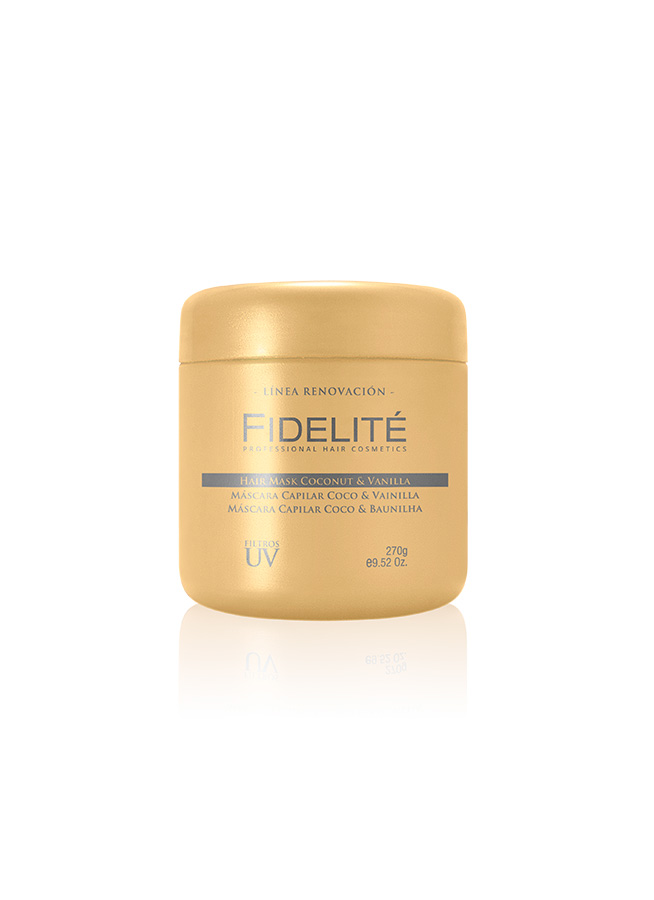 - LÍNEA RENOVACIÓN -
FIDELITÉ
PROFESSIONAL HAIR COSMETICS
HAIR MASK COCONUT & VANILLA
MÁSCARA CAPILAR COCO & VAINILLA
MÁSCARA CAPILAR COCO & BAUNILHA
FILTROS
UV
270g
℮9.52 Oz.